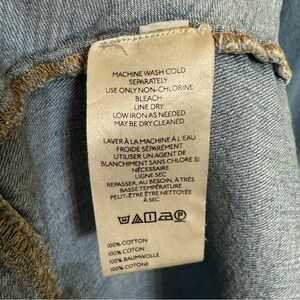 MACHINE WASH COLD
SEPARATELY
USE ONLY NON-CHLORINE
BLEACH
LINE DRY
LOW IRON AS NEEDED
MAY BE DRY CLEANED
LAVER À LA MACHINE À L'EAU
FROIDE SÉPARÉMENT
UTILISER UN AGENT DE
BLANCHIMENT SANS CHLORE SI
NÉCESSAIRE
LIGNE SEC
REPASSER, AU BESOIN, À
BASSE TEMPÉRATURE
PEUT-ÊTRE ÊTRE NETTOYÉE
À SEC
100% COTTON
100% COTON
100% BAUMWOLLE
100% COTONE